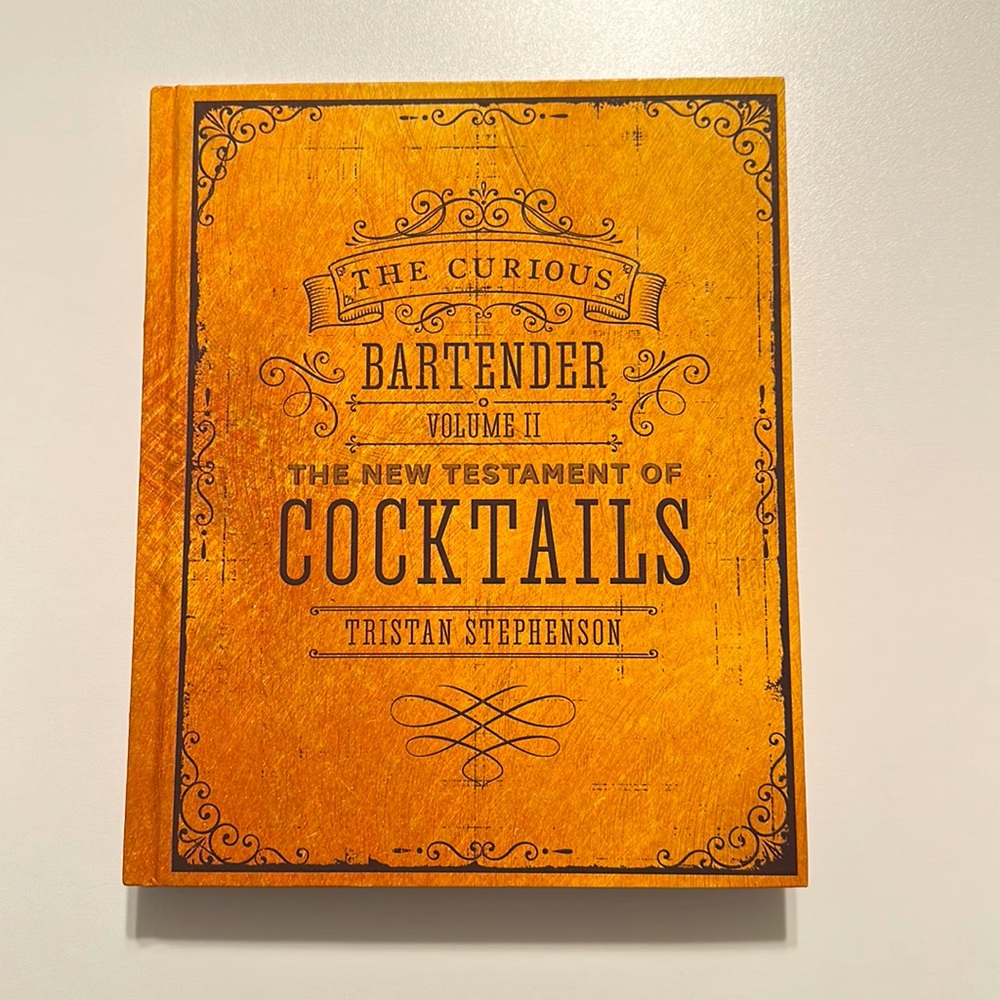 THE CURIOUS
BARTENDER
VOLUME II
THE NEW TESTAMENT OF
COCKTAILS
TRISTAN STEPHENSON